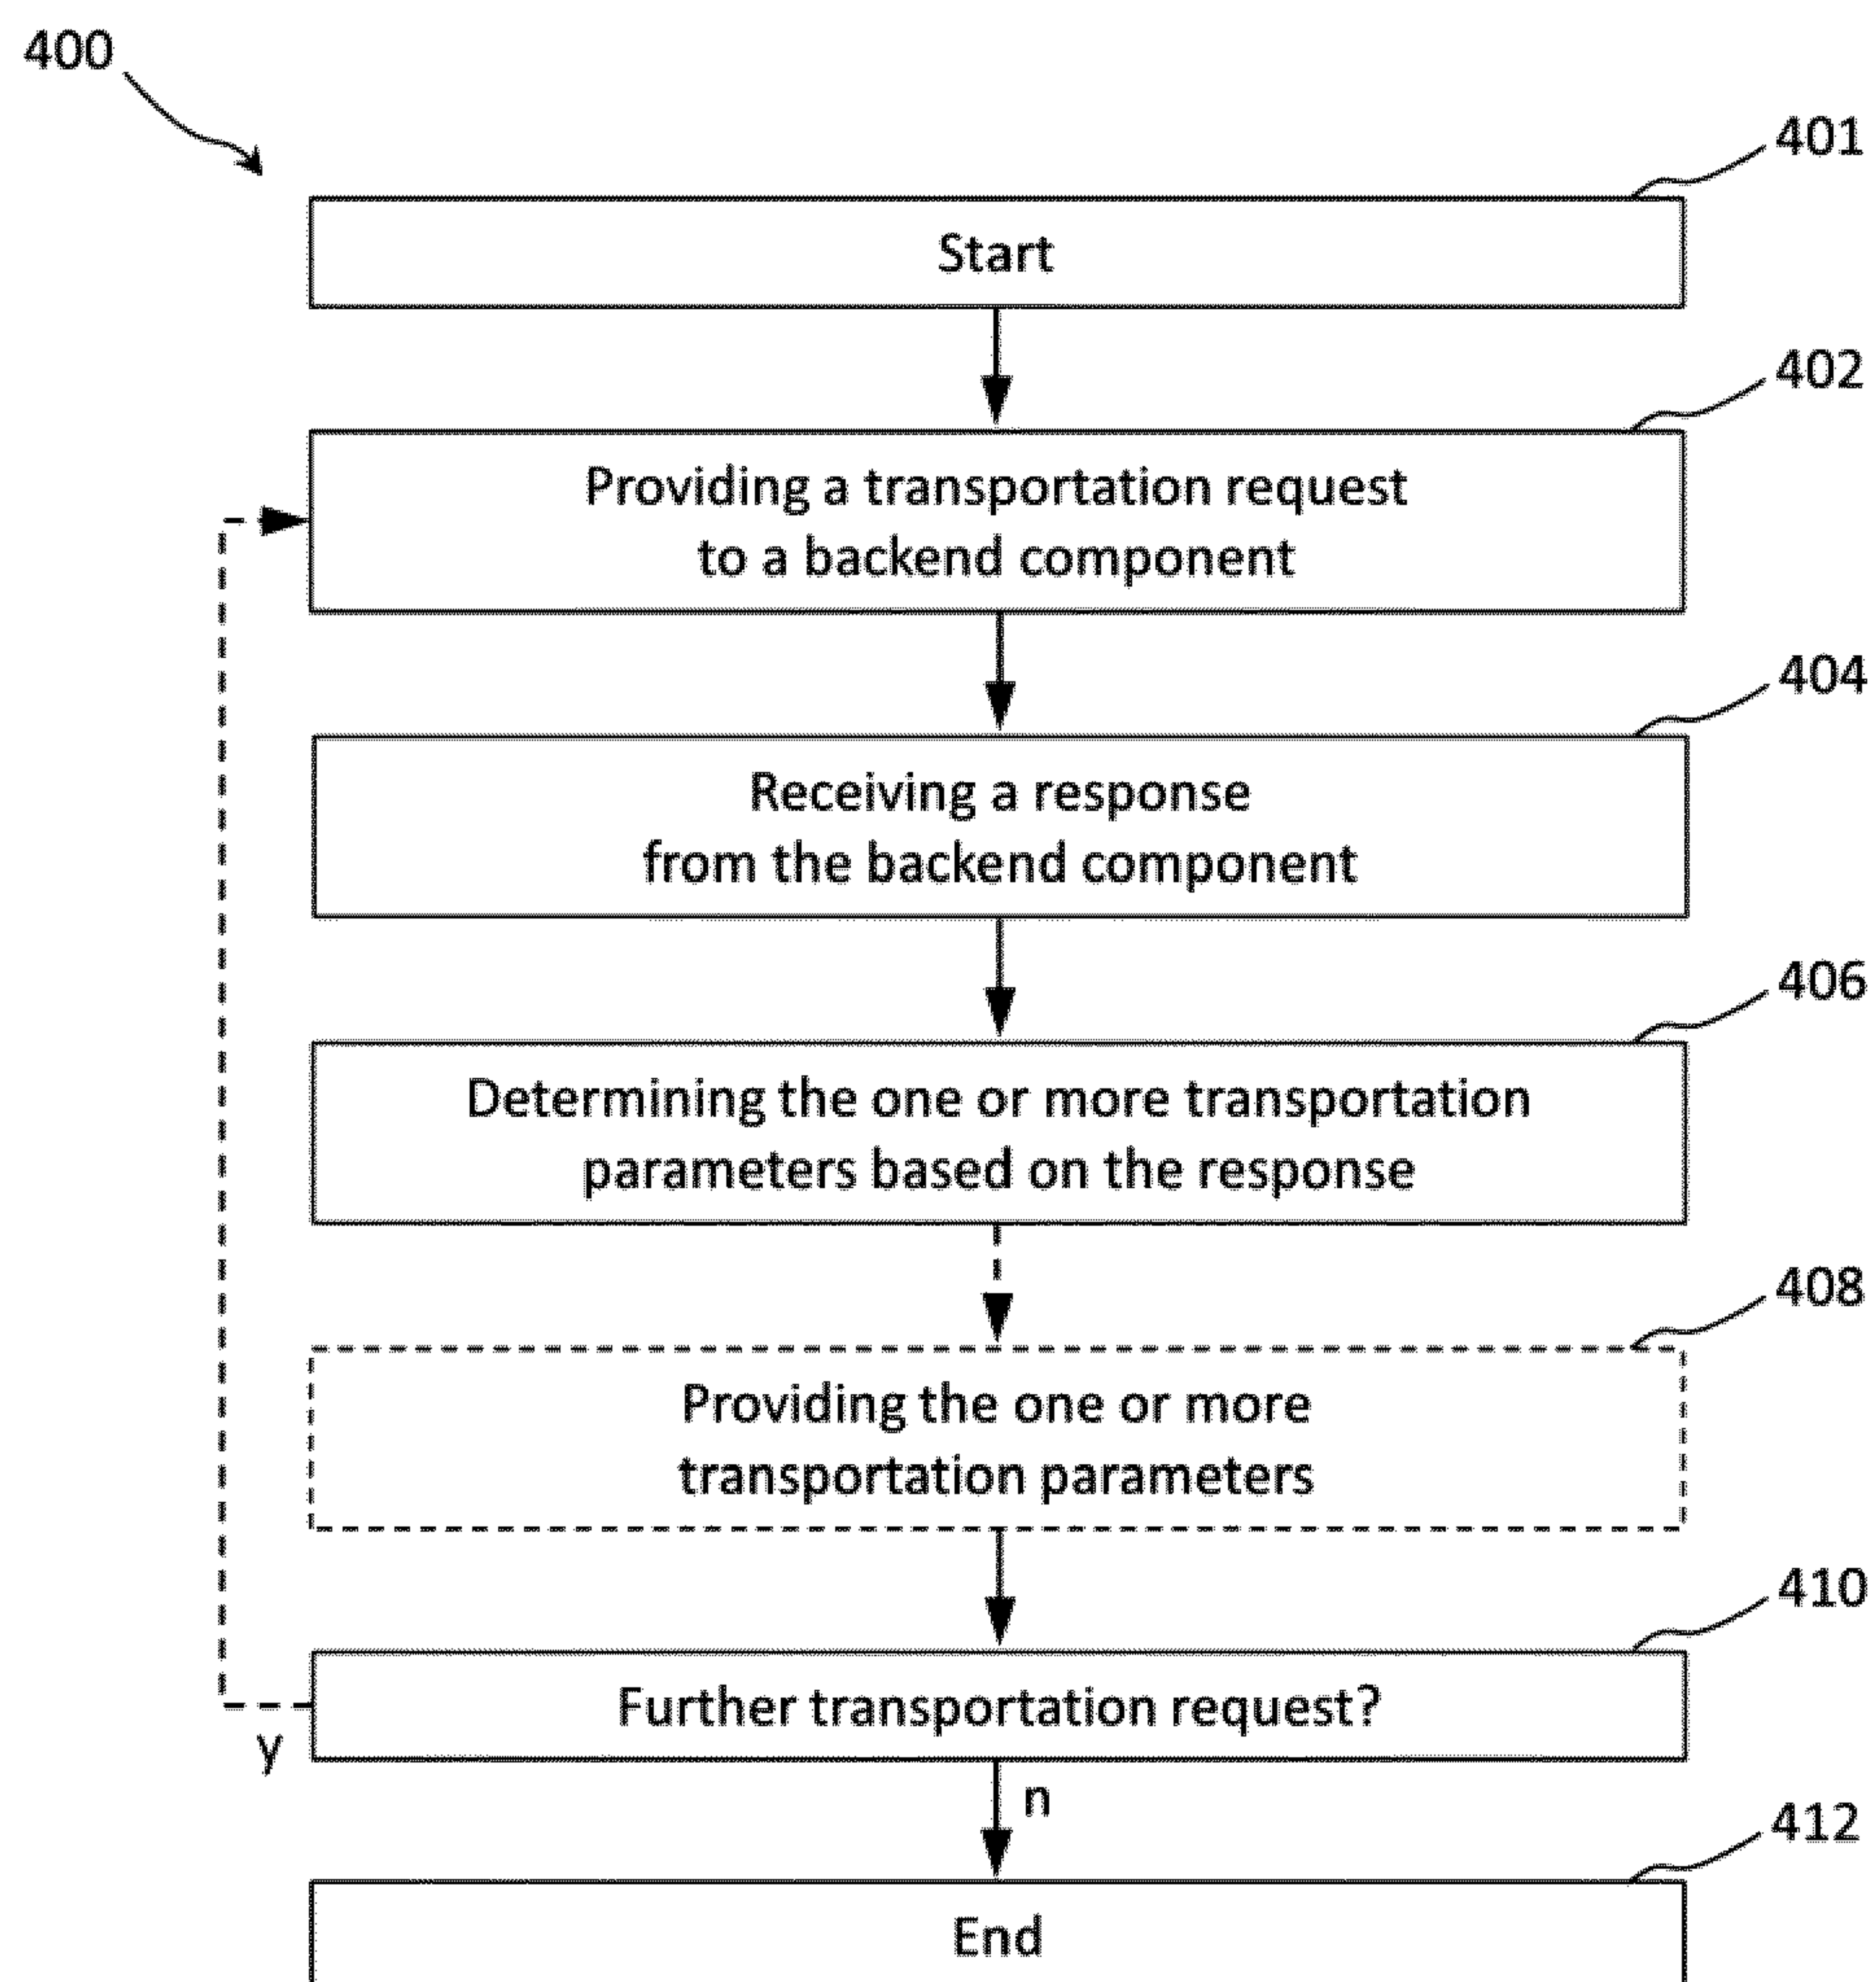 400
401
Start
402
Providing a transportation request
to a backend component
404
Receiving a response
from the backend component
406
Determining the one or more transportation
parameters based on the response
408
Providing the one or more
transportation parameters
410
Further transportation request?
y
n
412
End